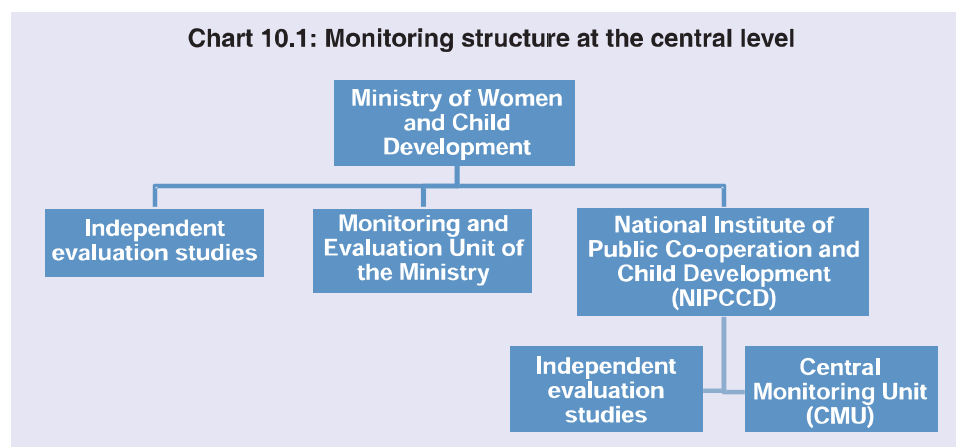 Chart 10.1: Monitoring structure at the central level
Ministry of Women
and Child
Development
Independent
evaluation studies
Monitoring and
Evaluation Unit of
the Ministry
National Institute of
Public Co-operation and
Child Development
(NIPCCD)
Independent
evaluation
studies
Central
Monitoring Unit
(CMU)